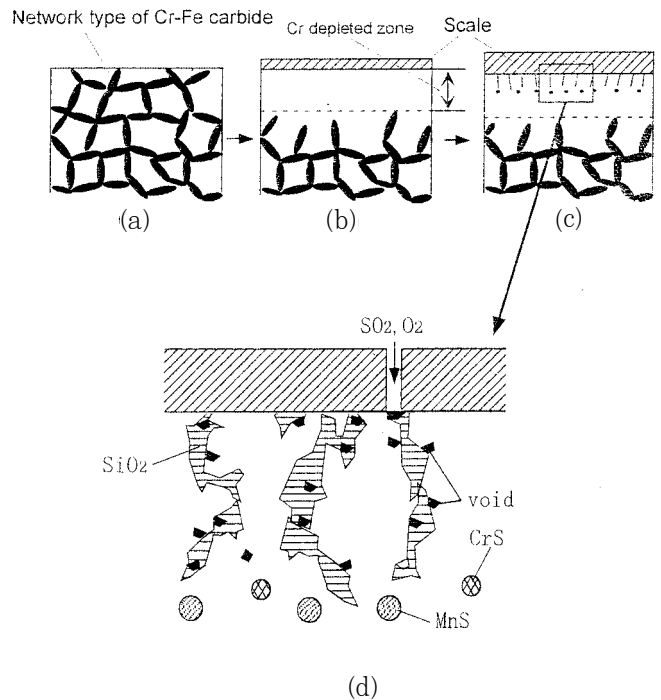 Network type of Cr-Fe carbide
Cr depleted zone
Scale
(a)
(b)
(c)
SO2, O2
SiO2
void
CrS
MnS
(d)